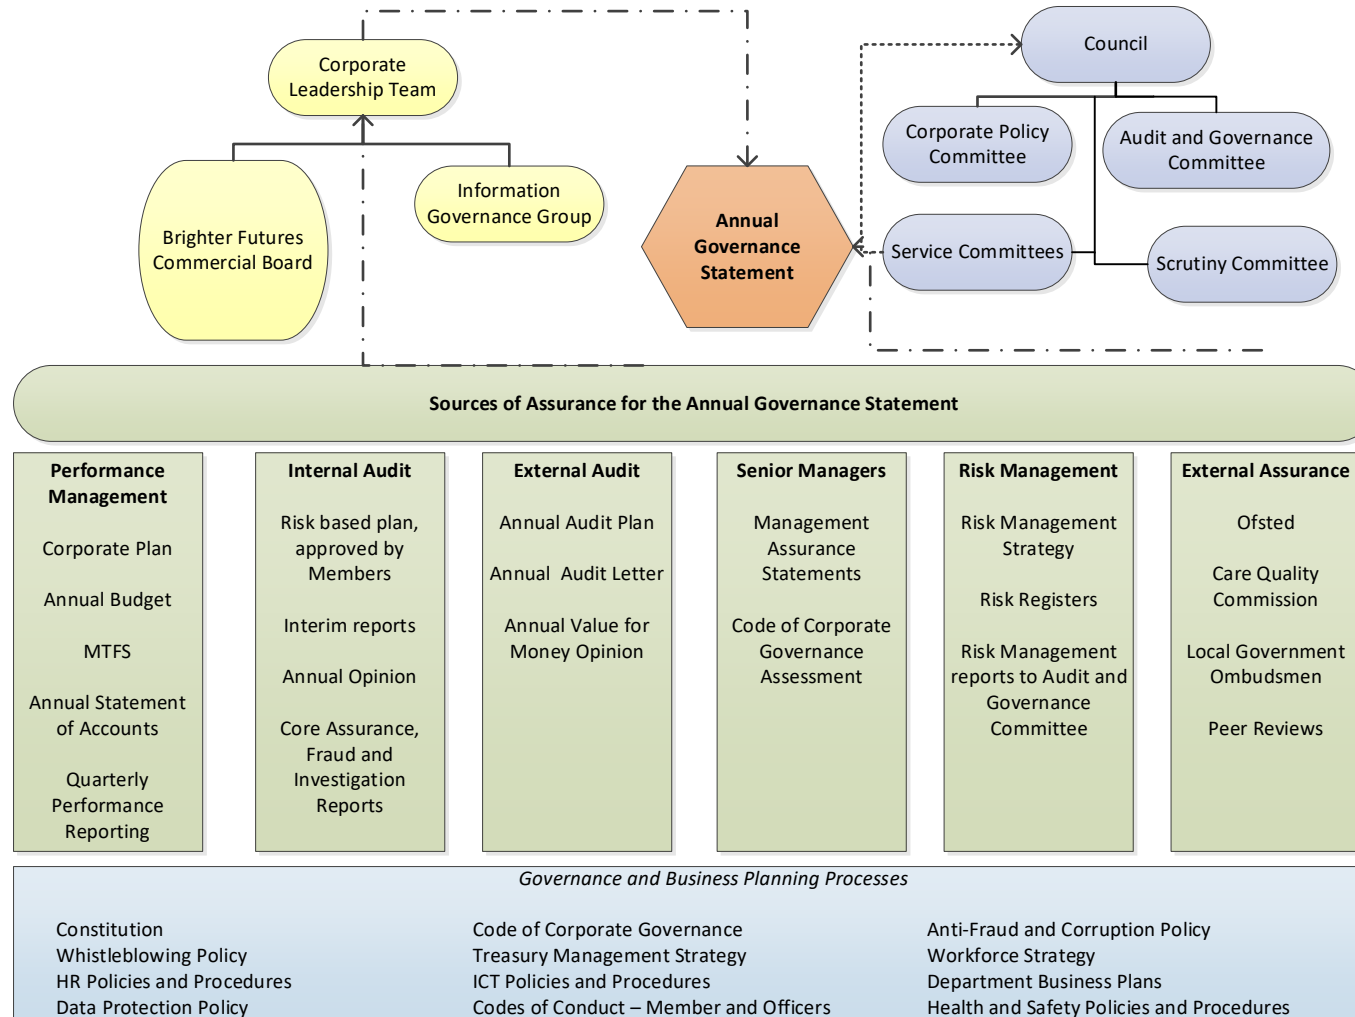 Corporate
Leadership Team
Brighter Futures
Commercial Board
Information
Governance Group
Annual
Governance
Statement
Council
Corporate Policy
Committee
Audit and Governance
Committee
Service Committees
Scrutiny Committee
Sources of Assurance for the Annual Governance Statement
Performance
Management
Corporate Plan
Annual Budget
MTFS
Annual Statement
of Accounts
Quarterly
Performance
Reporting
Internal Audit
Risk based plan,
approved by
Members
Interim reports
Annual Opinion
Core Assurance,
Fraud and
Investigation
Reports
External Audit
Annual Audit Plan
Annual Audit Letter
Annual Value for
Money Opinion
Senior Managers
Management
Assurance
Statements
Code of Corporate
Governance
Assessment
Risk Management
Risk Management
Strategy
Risk Registers
Risk Management
reports to Audit and
Governance
Committee
External Assurance
Ofsted
Care Quality
Commission
Local Government
Ombudsmen
Peer Reviews
Governance and Business Planning Processes
Constitution
Whistleblowing Policy
HR Policies and Procedures
Data Protection Policy
Code of Corporate Governance
Treasury Management Strategy
ICT Policies and Procedures
Codes of Conduct – Member and Officers
Anti-Fraud and Corruption Policy
Workforce Strategy
Department Business Plans
Health and Safety Policies and Procedures